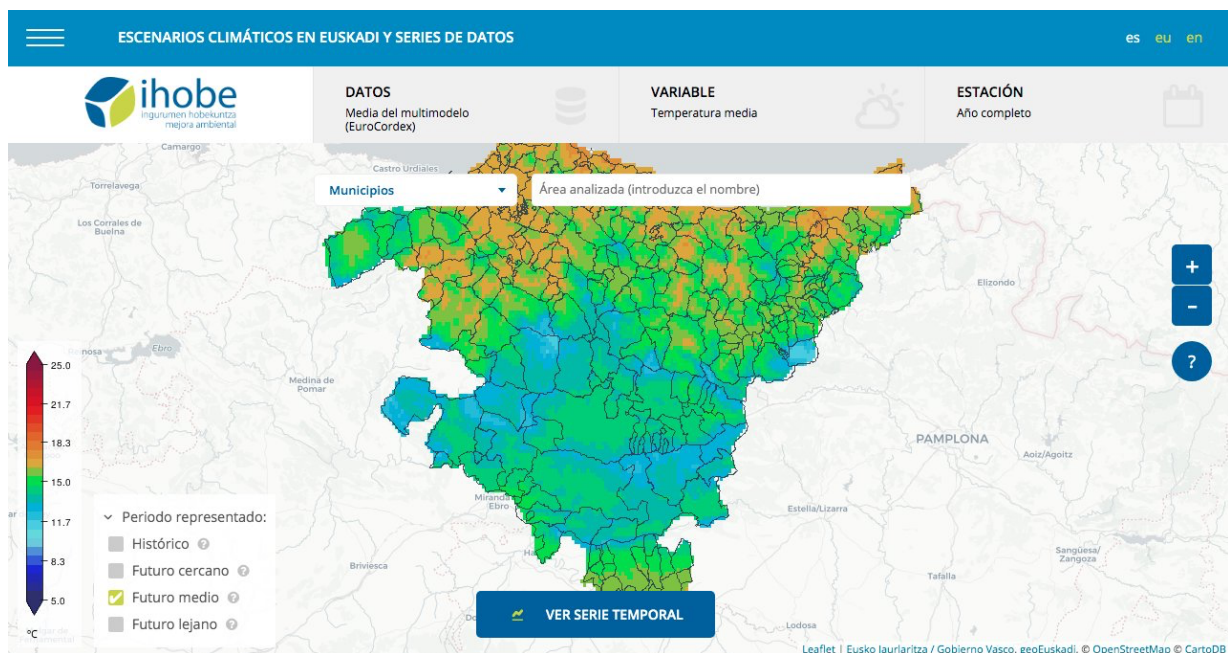 ESCENARIOS CLIMÁTICOS EN EUSKADI Y SERIES DE DATOS
es eu en
ihobe
ingurumen hobekuntza
mejora ambiental
DATOS
Media del multimodelo
(EuroCordex)
VARIABLE
Temperatura media
ESTACIÓN
Año completo
Camargo
Castro Urdiales
Torrelavega
Municipios
Área analizada (introduzca el nombre)
Los Corrales de
Buelna
Elizondo
+
-
?
nosa
Ebro
Medina de
Pomar
25.0
21.7
18.3
15.0
11.7
8.3
5.0
°C
PAMPLONA
Aoiz/Agoitz
Miranda
Ebro
Estella/Lizarra
Periodo representado:
Histórico ?
Futuro cercano ?
Futuro medio ?
Futuro lejano ?
Ha
Briviesca
Sangüesa/
Zangoza
Tafalla
VER SERIE TEMPORAL
Lodosa
Leaflet | Eusko Jaurlaritza / Gobierno Vasco, geoEuskadi, © OpenStreetMap © CartoDB